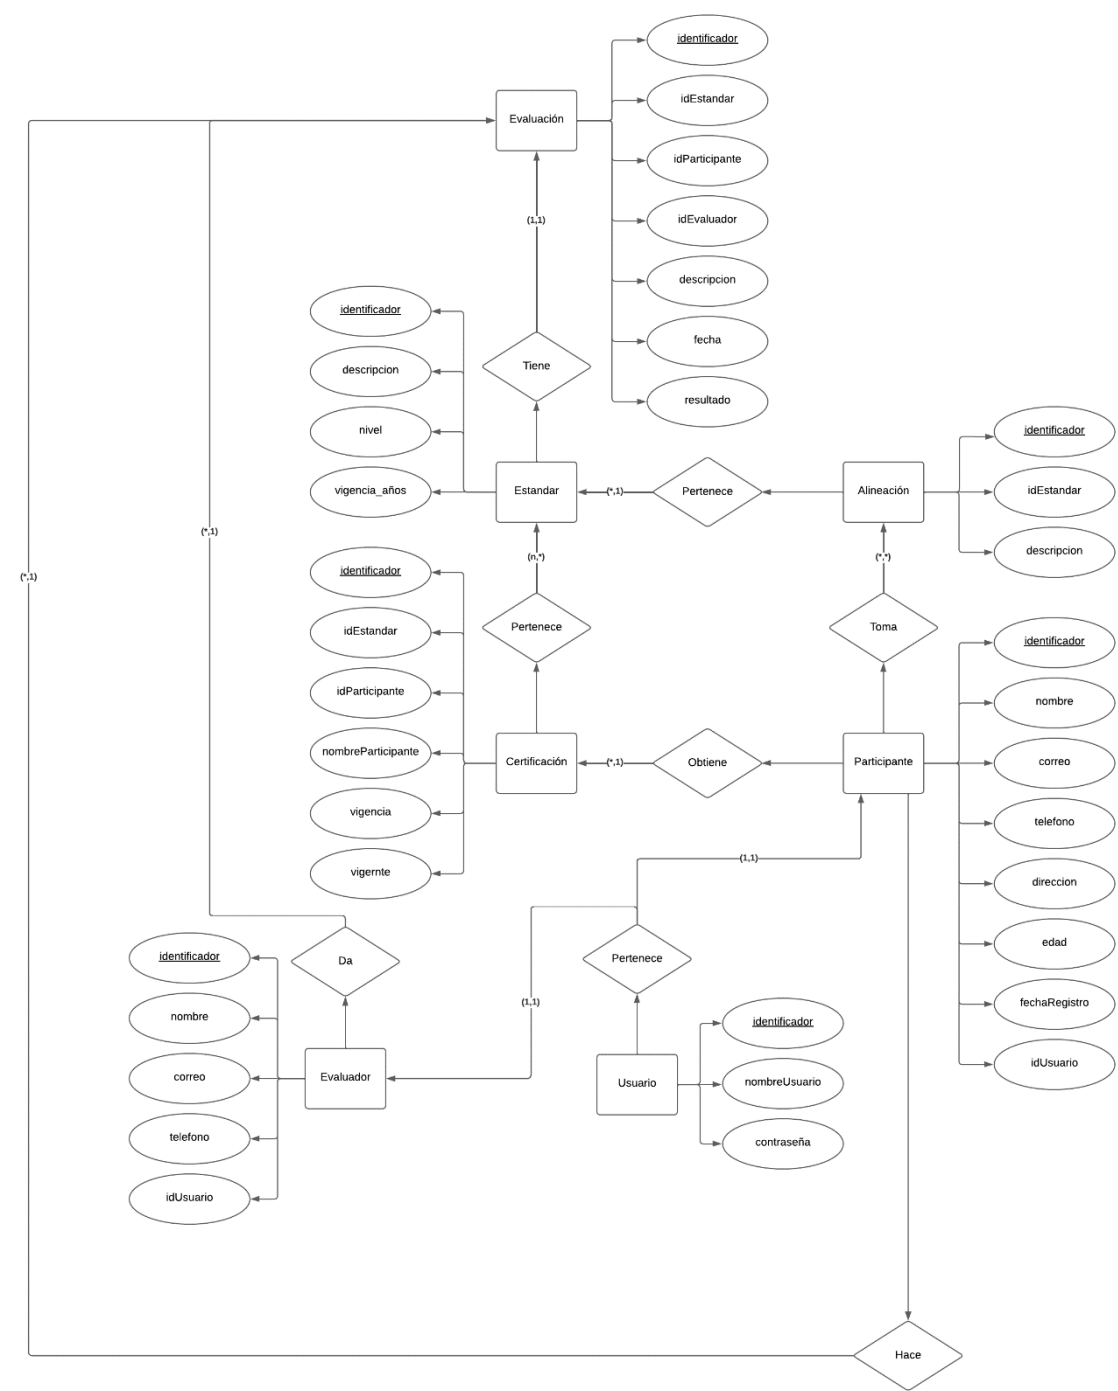 identificador
idEstandar
Evaluación
idParticipante
idEvaluador
(1,1)
descripcion
fecha
resultado
identificador
descripcion
nivel
vigencia_años
Tiene
Estandar
(*,1)
Pertenece
Alineación
identificador
idEstandar
descripcion
(*,1)
(*,1)
(n,*)
(*,*)
identificador
idEstandar
idParticipante
nombreParticipante
vigencia
vigernte
Pertenece
Toma
Certificación
(*,1)
Obtiene
Participante
identificador
nombre
correo
telefono
direccion
edad
fechaRegistro
idUsuario
(1,1)
(1,1)
Da
Pertenece
identificador
nombre
correo
telefono
idUsuario
Evaluador
Usuario
identificador
nombreUsuario
contraseña
Hace